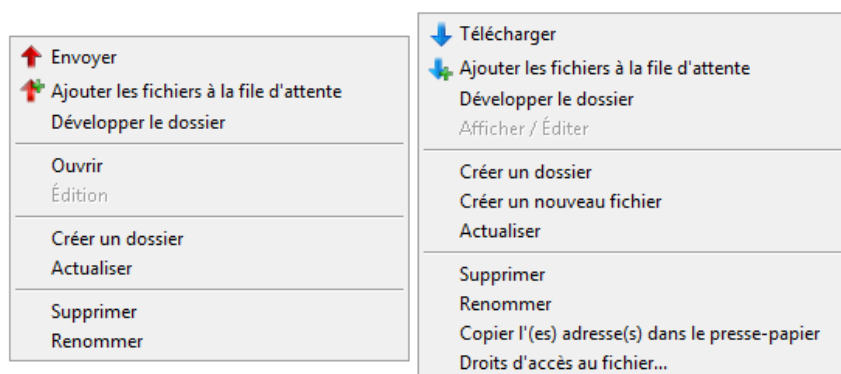 Envoyer
Ajouter les fichiers à la file d'attente
Développer le dossier
Ouvrir
Édition
Créer un dossier
Actualiser
Supprimer
Renommer
Télécharger
Ajouter les fichiers à la file d'attente
Développer le dossier
Afficher / Éditer
Créer un dossier
Créer un nouveau fichier
Actualiser
Supprimer
Renommer
Copier l'(es) adresse(s) dans le presse-papier
Droits d'accès au fichier...